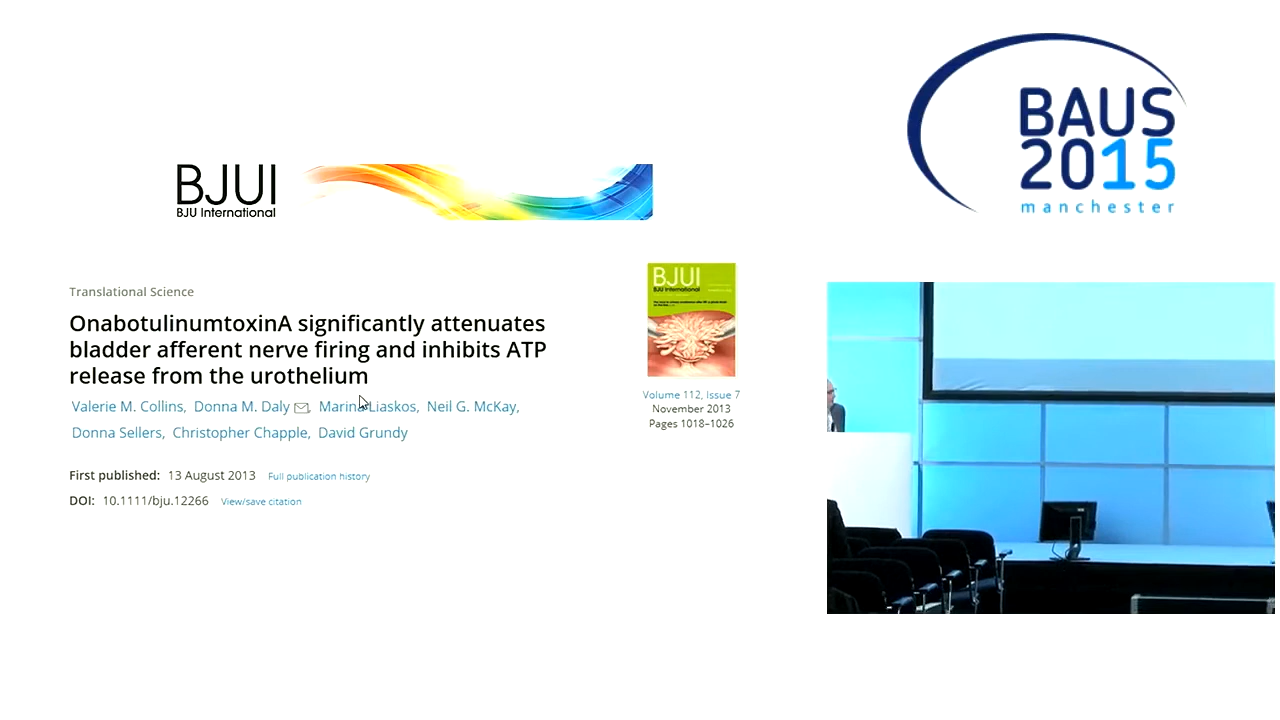 BAUS
2015
manchester
BJUI
BJU International
Translational Science
OnabotulinumtoxinA significantly attenuates
bladder afferent nerve firing and inhibits ATP
release from the urothelium
Valerie M. Collins, Donna M. Daly, Marina Liaskos, Neil G. McKay,
Donna Sellers, Christopher Chapple, David Grundy
First published: 13 August 2013 Full publication history
DOI: 10.1111/bju.12266 View/save citation
BJUI
BJU International
Volume 112, Issue 7
November 2013
Pages 1018–1026